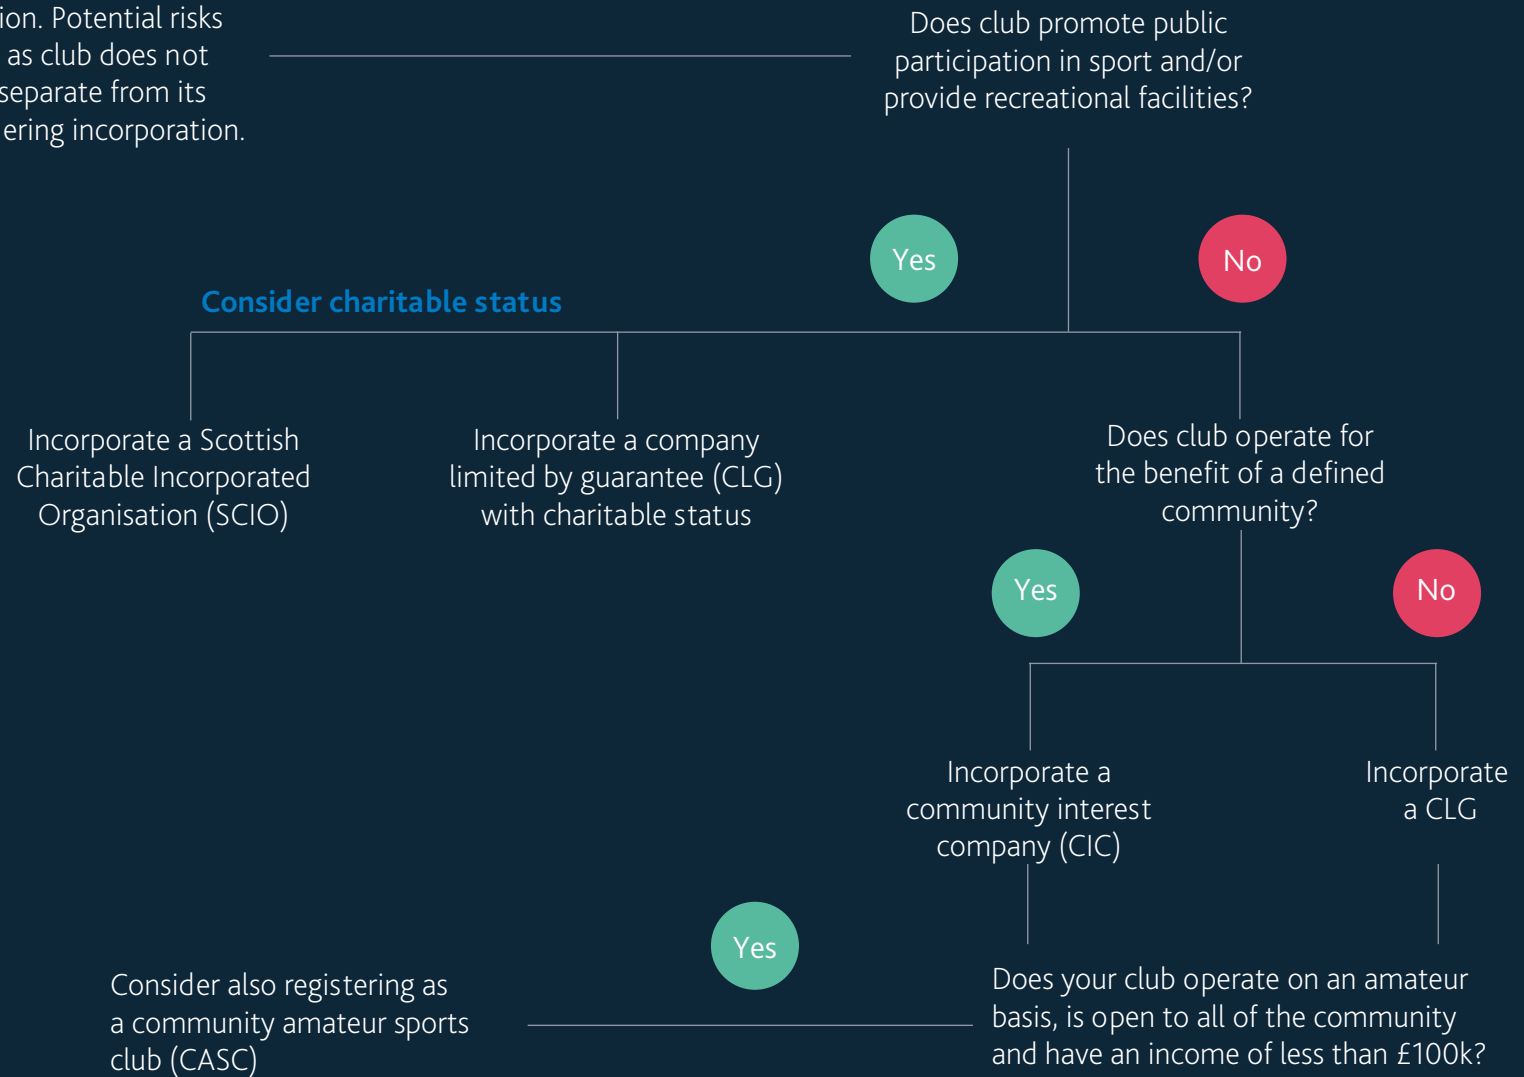 Potential risks
as club does not
separate from its
incorporation.
Does club promote public
participation in sport and/or
provide recreational facilities?
Yes
No
Consider charitable status
Incorporate a Scottish
Charitable Incorporated
Organisation (SCIO)
Incorporate a company
limited by guarantee (CLG)
with charitable status
Does club operate for
the benefit of a defined
community?
Yes
No
Incorporate a
community interest
company (CIC)
Incorporate
a CLG
Yes
Consider also registering as
a community amateur sports
club (CASC)
Does your club operate on an amateur
basis, is open to all of the community
and have an income of less than £100k?